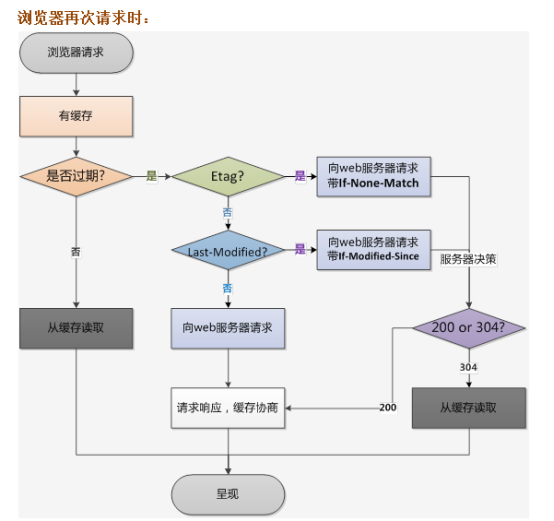 浏览器再次请求时：
浏览器请求
有缓存
是否过期？
是
Etag？
是
向web服务器请求
带If-None-Match
否
否
Last-Modified？
是
向web服务器请求
带If-Modified-Since
服务器决策
否
从缓存读取
向web服务器请求
200 or 304?
304
请求响应，缓存协商
200
从缓存读取
呈现